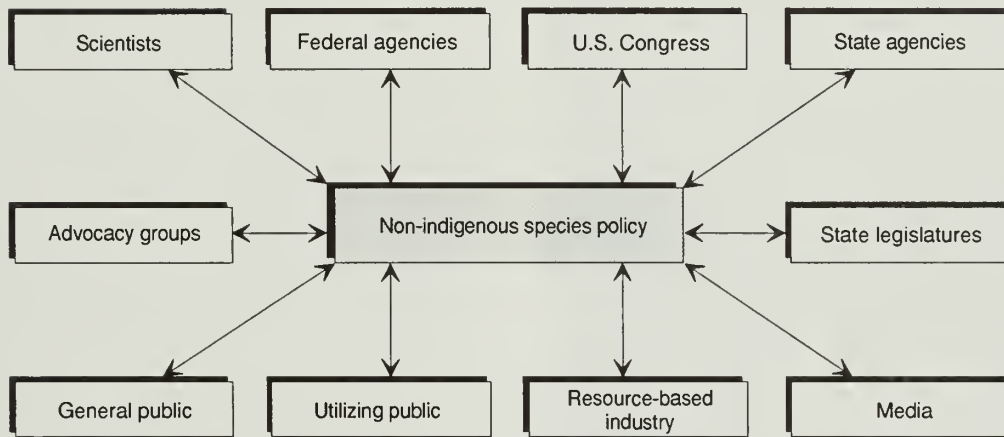 Scientists
Federal agencies
U.S. Congress
State agencies
Advocacy groups
Non-indigenous species policy
State legislatures
General public
Utilizing public
Resource-based
industry
Media